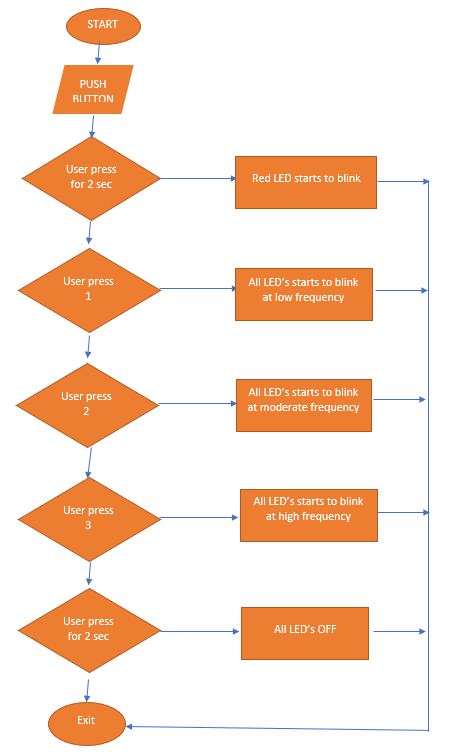 START
PUSH
BUTTON
User press
for 2 sec
Red LED starts to blink
User press
1
All LED's starts to blink
at low frequency
User press
2
All LED's starts to blink
at moderate frequency
User press
3
All LED's starts to blink
at high frequency
User press
for 2 sec
All LED's OFF
Exit